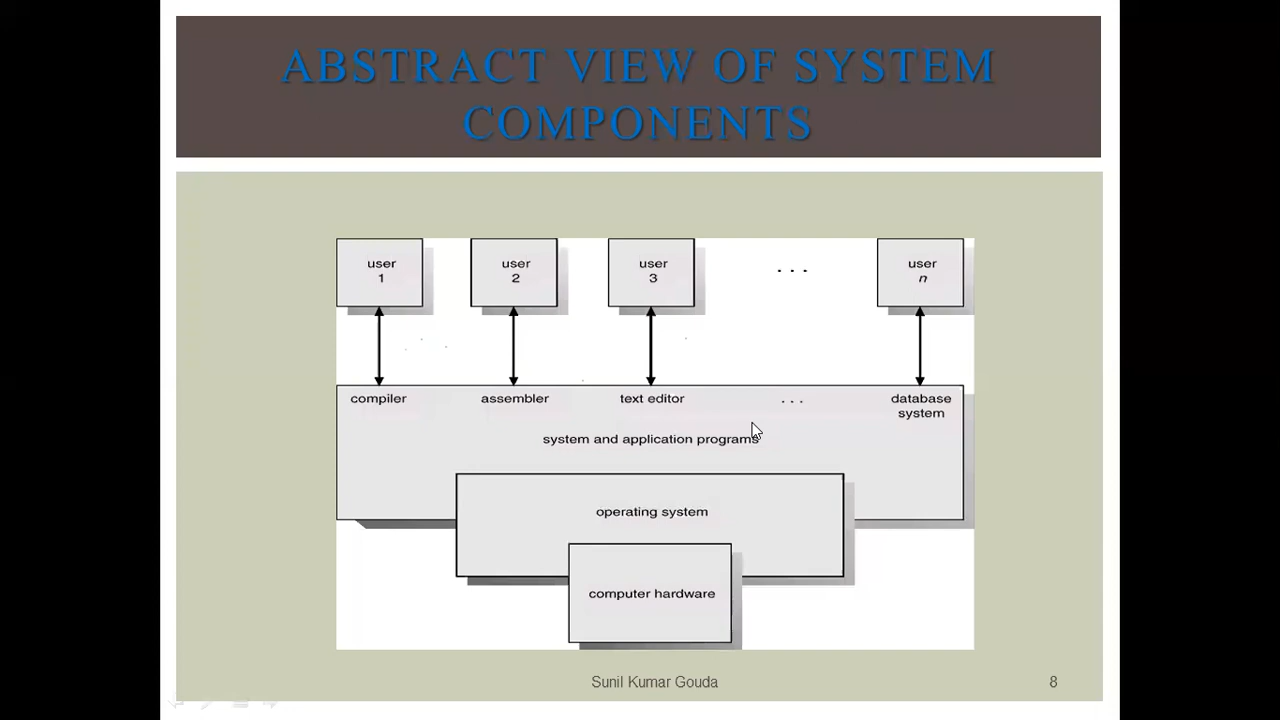 ABSTRACT VIEW OF SYSTEM
COMPONENTS
user
1
user
2
user
3
. . .
user
n
compiler
assembler
text editor
. . .
database
system
system and application programs
operating system
computer hardware
Sunil Kumar Gouda
8